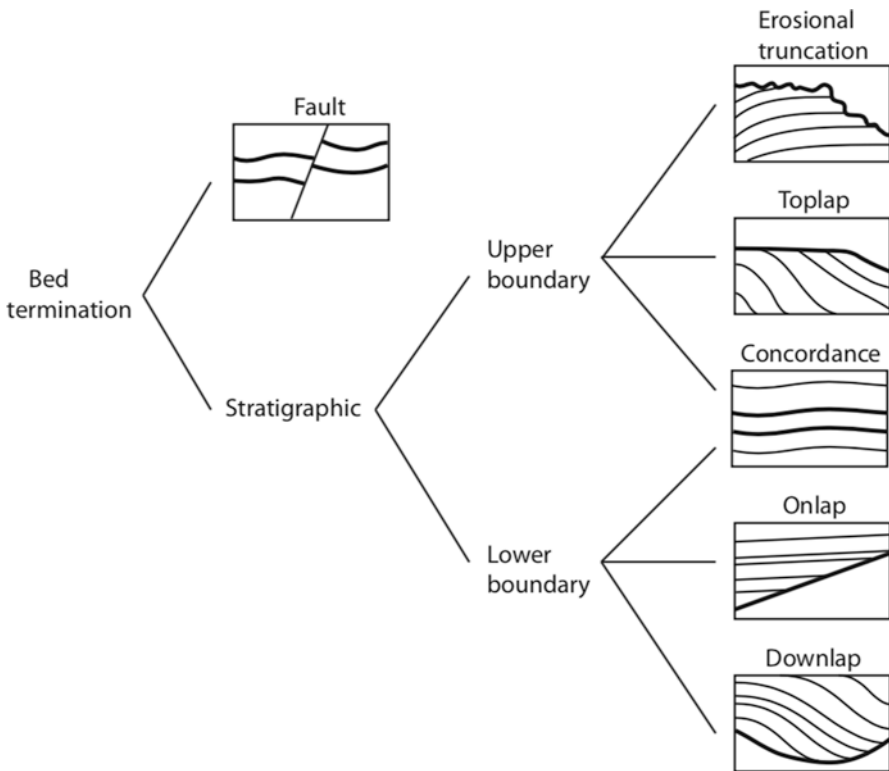 Erosional
truncation
Fault
Toplap
Upper
boundary
Bed
termination
Concordance
Stratigraphic
Onlap
Lower
boundary
Downlap